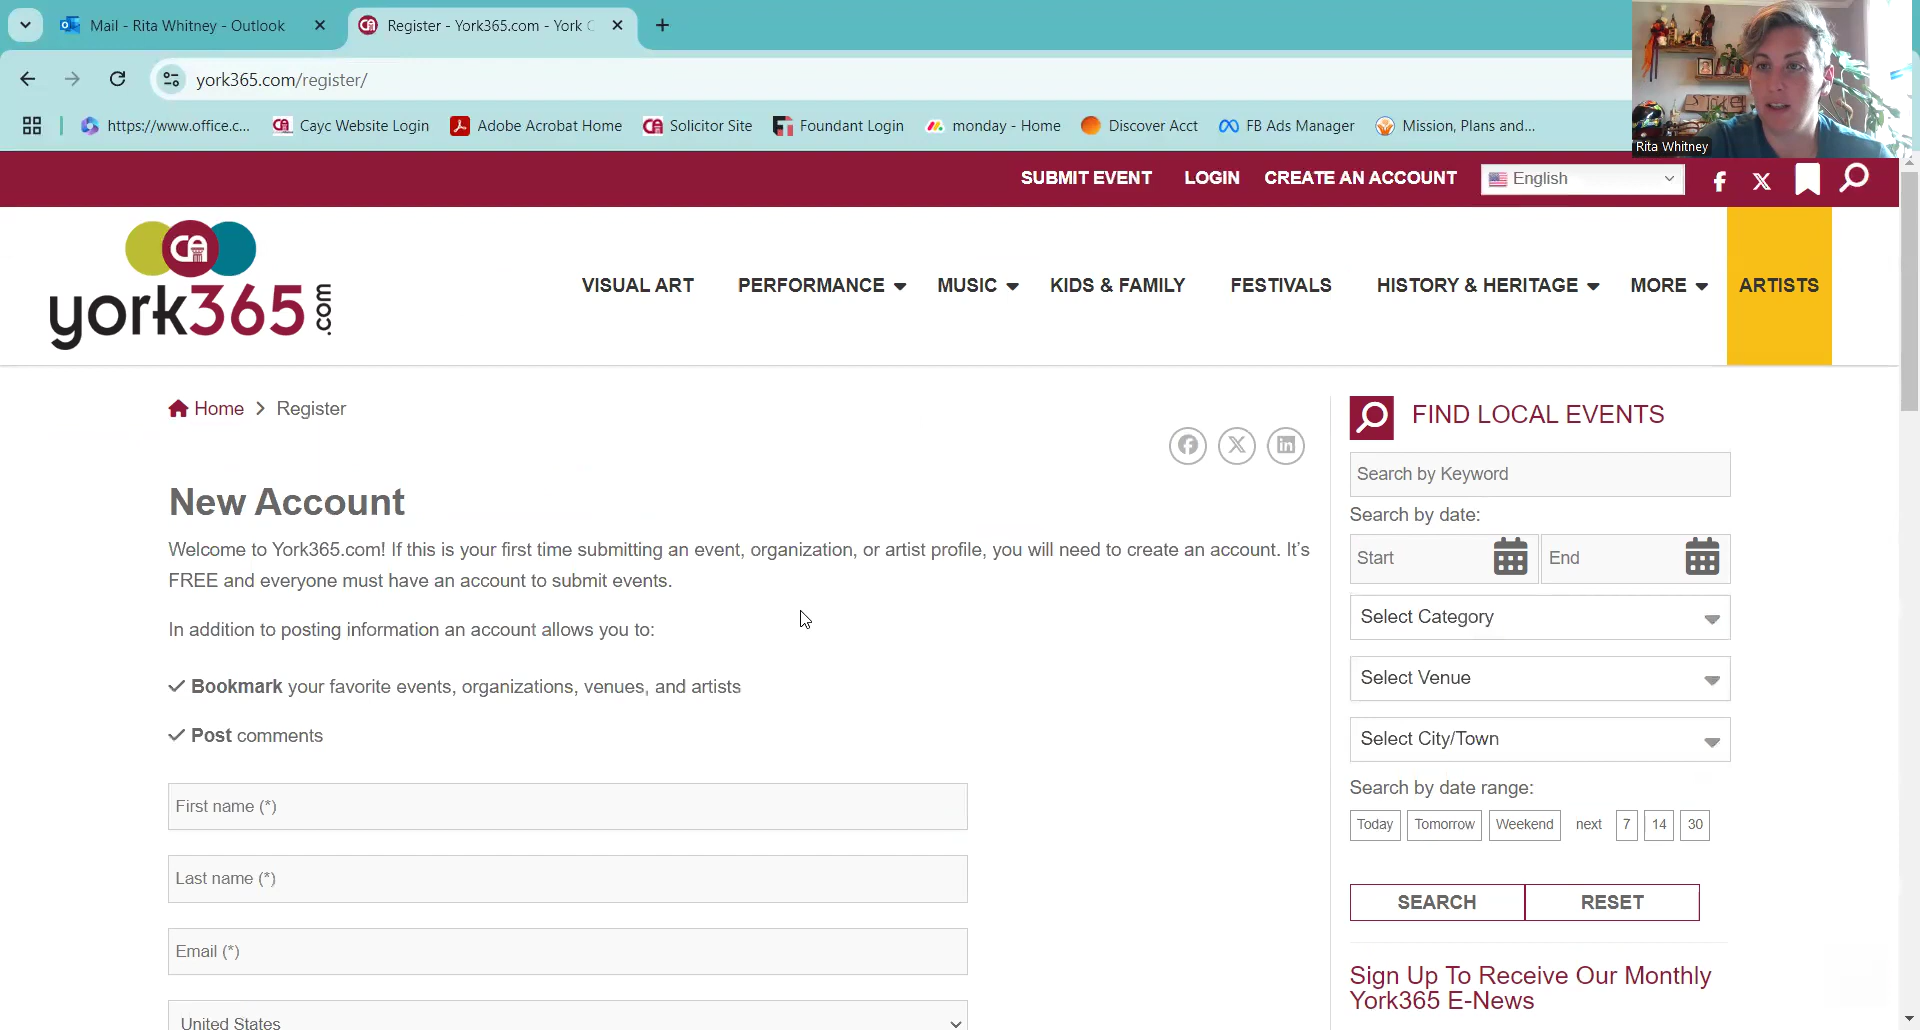 Mail - Rita Whitney - Outlook
Register - York365.com - York C
york365.com/register/
https://www.office.c...
Cayc Website Login
Adobe Acrobat Home
Solicitor Site
Foundant Login
monday - Home
Discover Acct
FB Ads Manager
Mission, Plans and...
Rita Whitney
SUBMIT EVENT
LOGIN
CREATE AN ACCOUNT
English
CA
york365.com
VISUAL ART
PERFORMANCE
MUSIC
KIDS & FAMILY
FESTIVALS
HISTORY & HERITAGE
MORE
ARTISTS
Home > Register
New Account
Welcome to York365.com! If this is your first time submitting an event, organization, or artist profile, you will need to create an account. It’s
FREE and everyone must have an account to submit events.
In addition to posting information an account allows you to:
Bookmark your favorite events, organizations, venues, and artists
Post comments
First name (*)
Last name (*)
Email (*)
United States
FIND LOCAL EVENTS
Search by Keyword
Search by date:
Start
End
Select Category
Select Venue
Select City/Town
Search by date range:
Today
Tomorrow
Weekend
next
7
14
30
SEARCH
RESET
Sign Up To Receive Our Monthly
York365 E-News